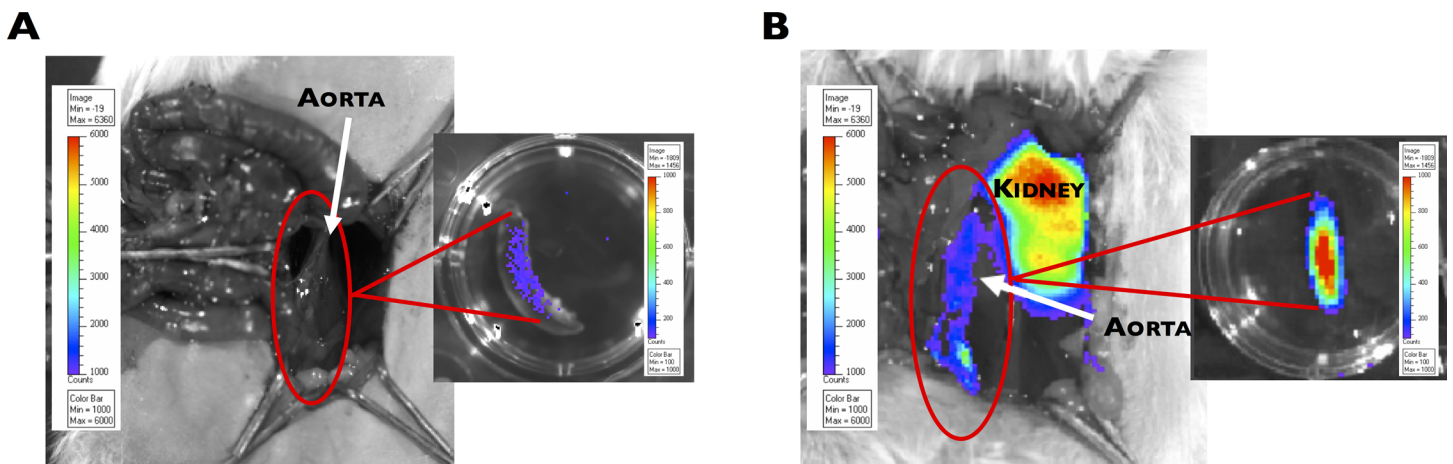 A
Image
Min = -19
Max = 6360
6000
5000
4000
3000
2000
1000
Counts
Color Bar
Min = 1000
Max = 6000
AORTA
Image
Min = -1809
Max = 1456
1000
800
600
400
200
Counts
Color Bar
Min = 100
Max = 1000
B
Image
Min = -19
Max = 6360
6000
5000
4000
3000
2000
1000
Counts
Color Bar
Min = 1000
Max = 6000
KIDNEY
AORTA
Image
Min = -1809
Max = 1456
1000
800
600
400
200
Counts
Color Bar
Min = 100
Max = 1000